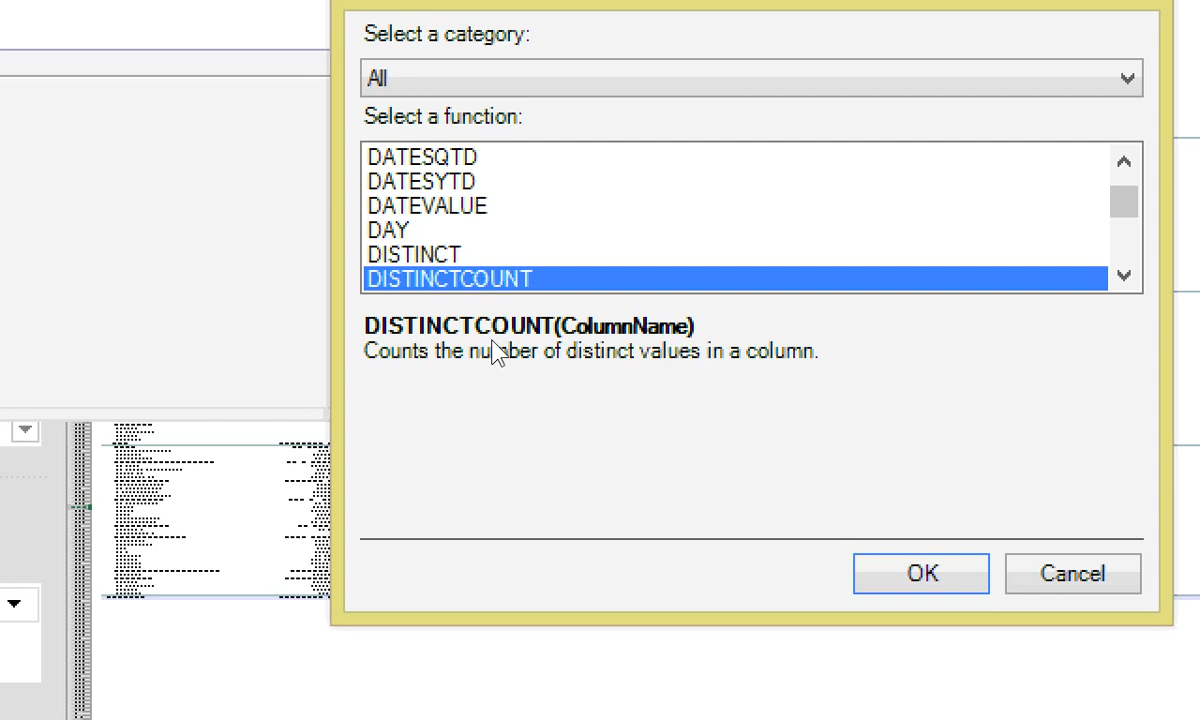 Select a category:
All
Select a function:
DATESQTD
DATESYTD
DATEVALUE
DAY
DISTINCT
DISTINCTCOUNT
DISTINCTCOUNT(ColumnName)
Counts the number of distinct values in a column.
OK
Cancel